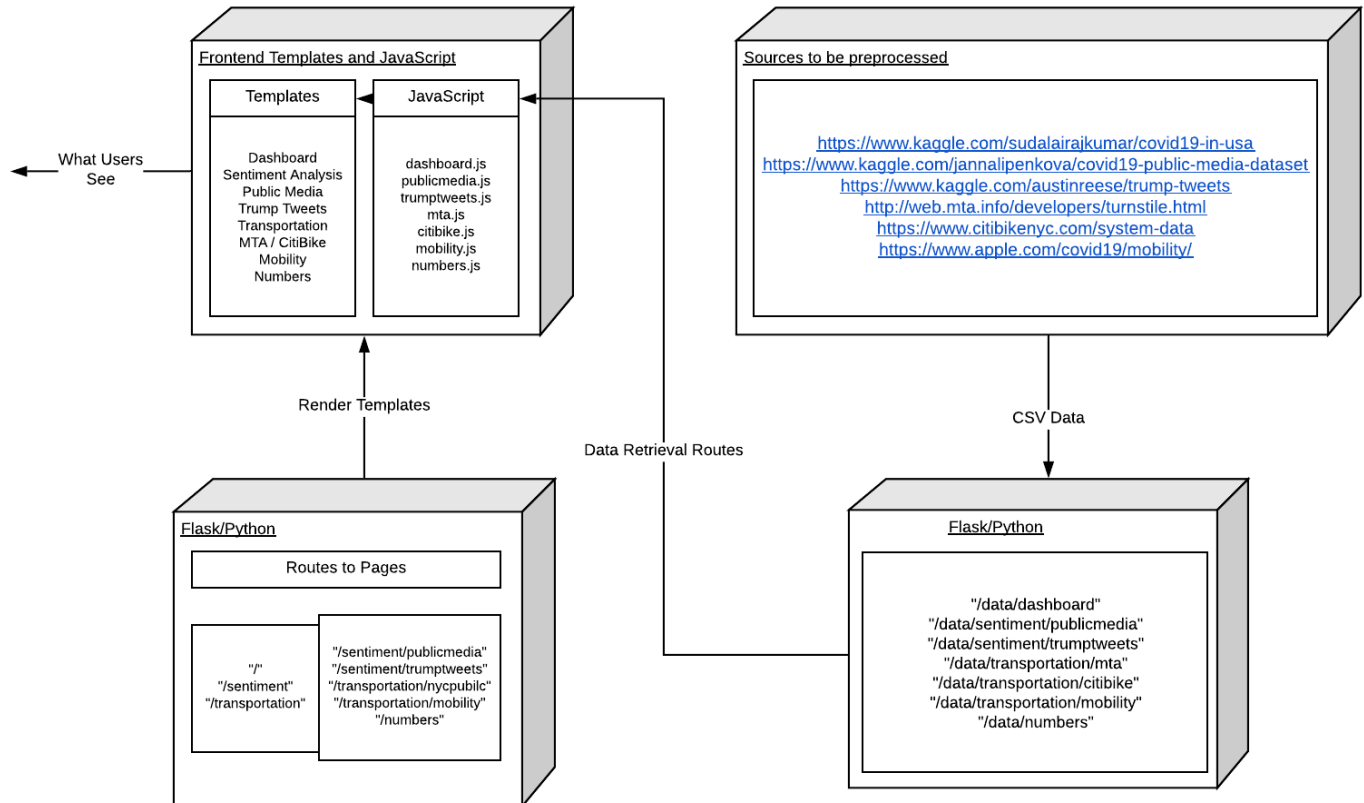 Frontend Templates and JavaScript
Templates
JavaScript
Dashboard
Sentiment Analysis
Public Media
Trump Tweets
Transportation
MTA / CitiBike
Mobility
Numbers
dashboard.js
publicmedia.js
trumptweets.js
mta.js
citibike.js
mobility.js
numbers.js
What Users
See
Sources to be preprocessed
https://www.kaggle.com/sudalairajkumar/covid19-in-usa
https://www.kaggle.com/jannalipenkova/covid19-public-media-dataset
https://www.kaggle.com/austinreese/trump-tweets
http://web.mta.info/developers/turnstile.html
https://www.citibikenyc.com/system-data
https://www.apple.com/covid19/mobility/
Render Templates
Data Retrieval Routes
CSV Data
Flask/Python
Routes to Pages
"/"
"/sentiment"
"/transportation"
"/sentiment/publicmedia"
"/sentiment/trumptweets"
"/transportation/nycpubilc"
"/transportation/mobility"
"/numbers"
Flask/Python
"/data/dashboard"
"/data/sentiment/publicmedia"
"/data/sentiment/trumptweets"
"/data/transportation/mta"
"/data/transportation/citibike"
"/data/transportation/mobility"
"/data/numbers"